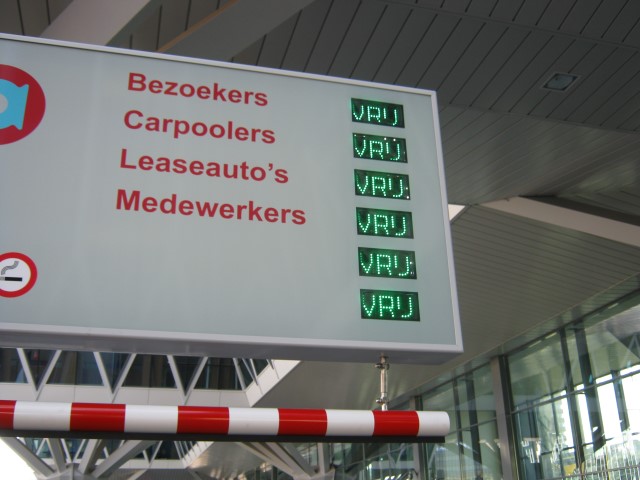 Bezoekers VRIJ
Carpoolers VRIJ
Leaseauto's VRIJ
Medewerkers VRIJ
VRIJ
VRIJ